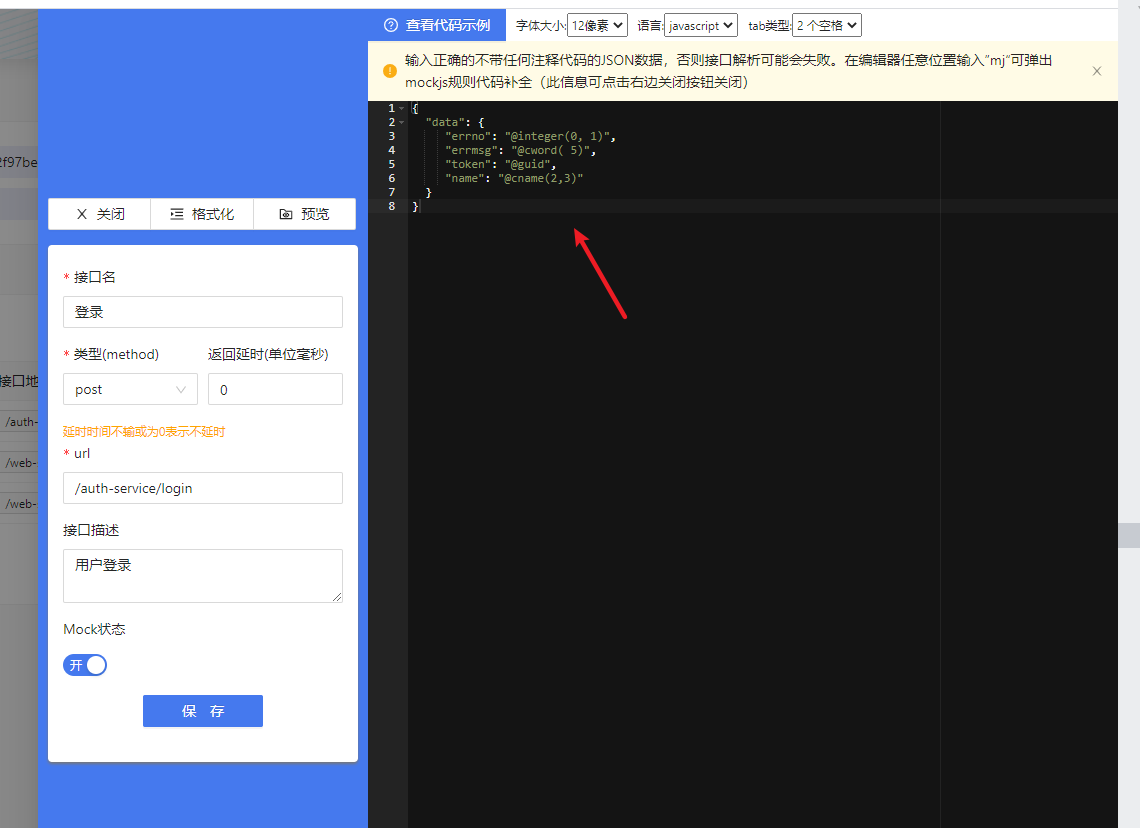 查看代码示例 字体大小: 12像素 语言: javascript tab类型: 2 个空格
输入正确的不带任何注释代码的JSON数据，否则接口解析可能会失败。在编辑器任意位置输入”mj“可弹出
mockjs规则代码补全（此信息可点击右边关闭按钮关闭）
1 {
2 "data": {
3 "errno": "@integer(0, 1)",
4 "errmsg": "@cword( 5)",
5 "token": "@guid",
6 "name": "@cname(2,3)"
7 }
8 }
2f97be
关闭 格式化 预览
* 接口名
登录
* 类型(method) 返回延时(单位毫秒)
post 0
延时时间不输或为0表示不延时
* url
/auth-service/login
接口描述
用户登录
Mock状态
开
保 存
接口地
/auth-
/web-
/web-